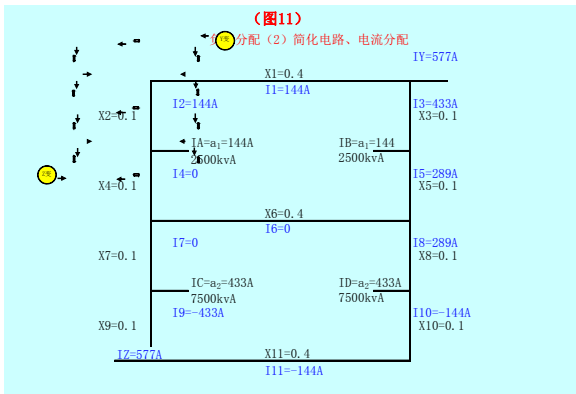 （图11）
分配（2）简化电路、电流分配
Y变
IY=577A
X1=0.4
I1=144A
I2=144A
I3=433A
X2=0.1
X3=0.1
IA=a₁=144A
IB=a₁=144
2500kvA
2500kvA
Z变
I4=0
I5=289A
X4=0.1
X5=0.1
X6=0.4
I6=0
I7=0
I8=289A
X7=0.1
X8=0.1
IC=a₂=433A
ID=a₂=433A
7500kvA
7500kvA
I9=-433A
I10=-144A
X9=0.1
X10=0.1
IZ=577A
X11=0.4
I11=-144A